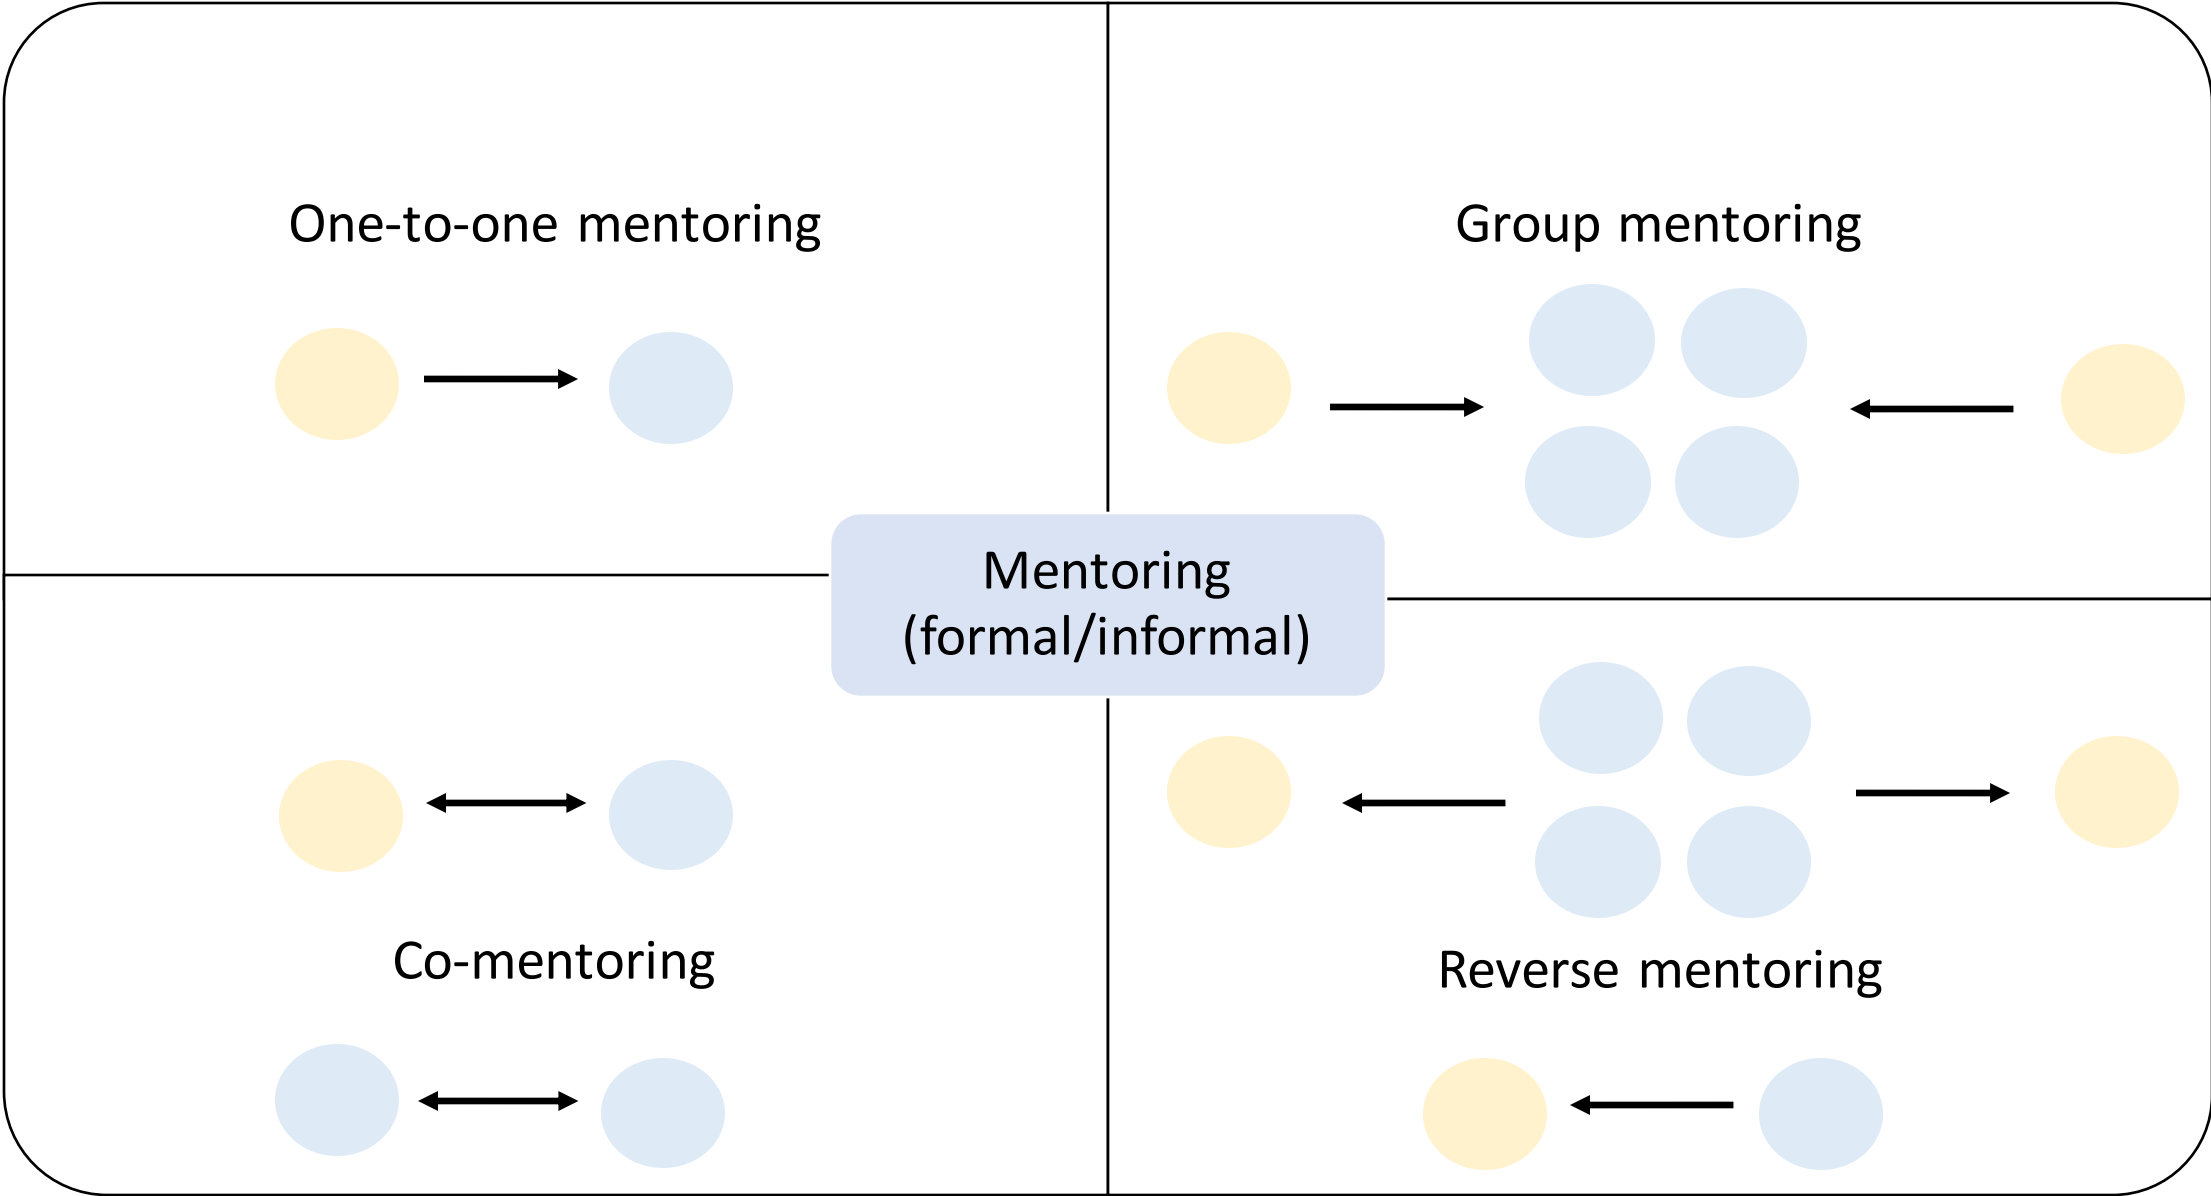 One-to-one mentoring
Group mentoring
Mentoring
(formal/informal)
Co-mentoring
Reverse mentoring